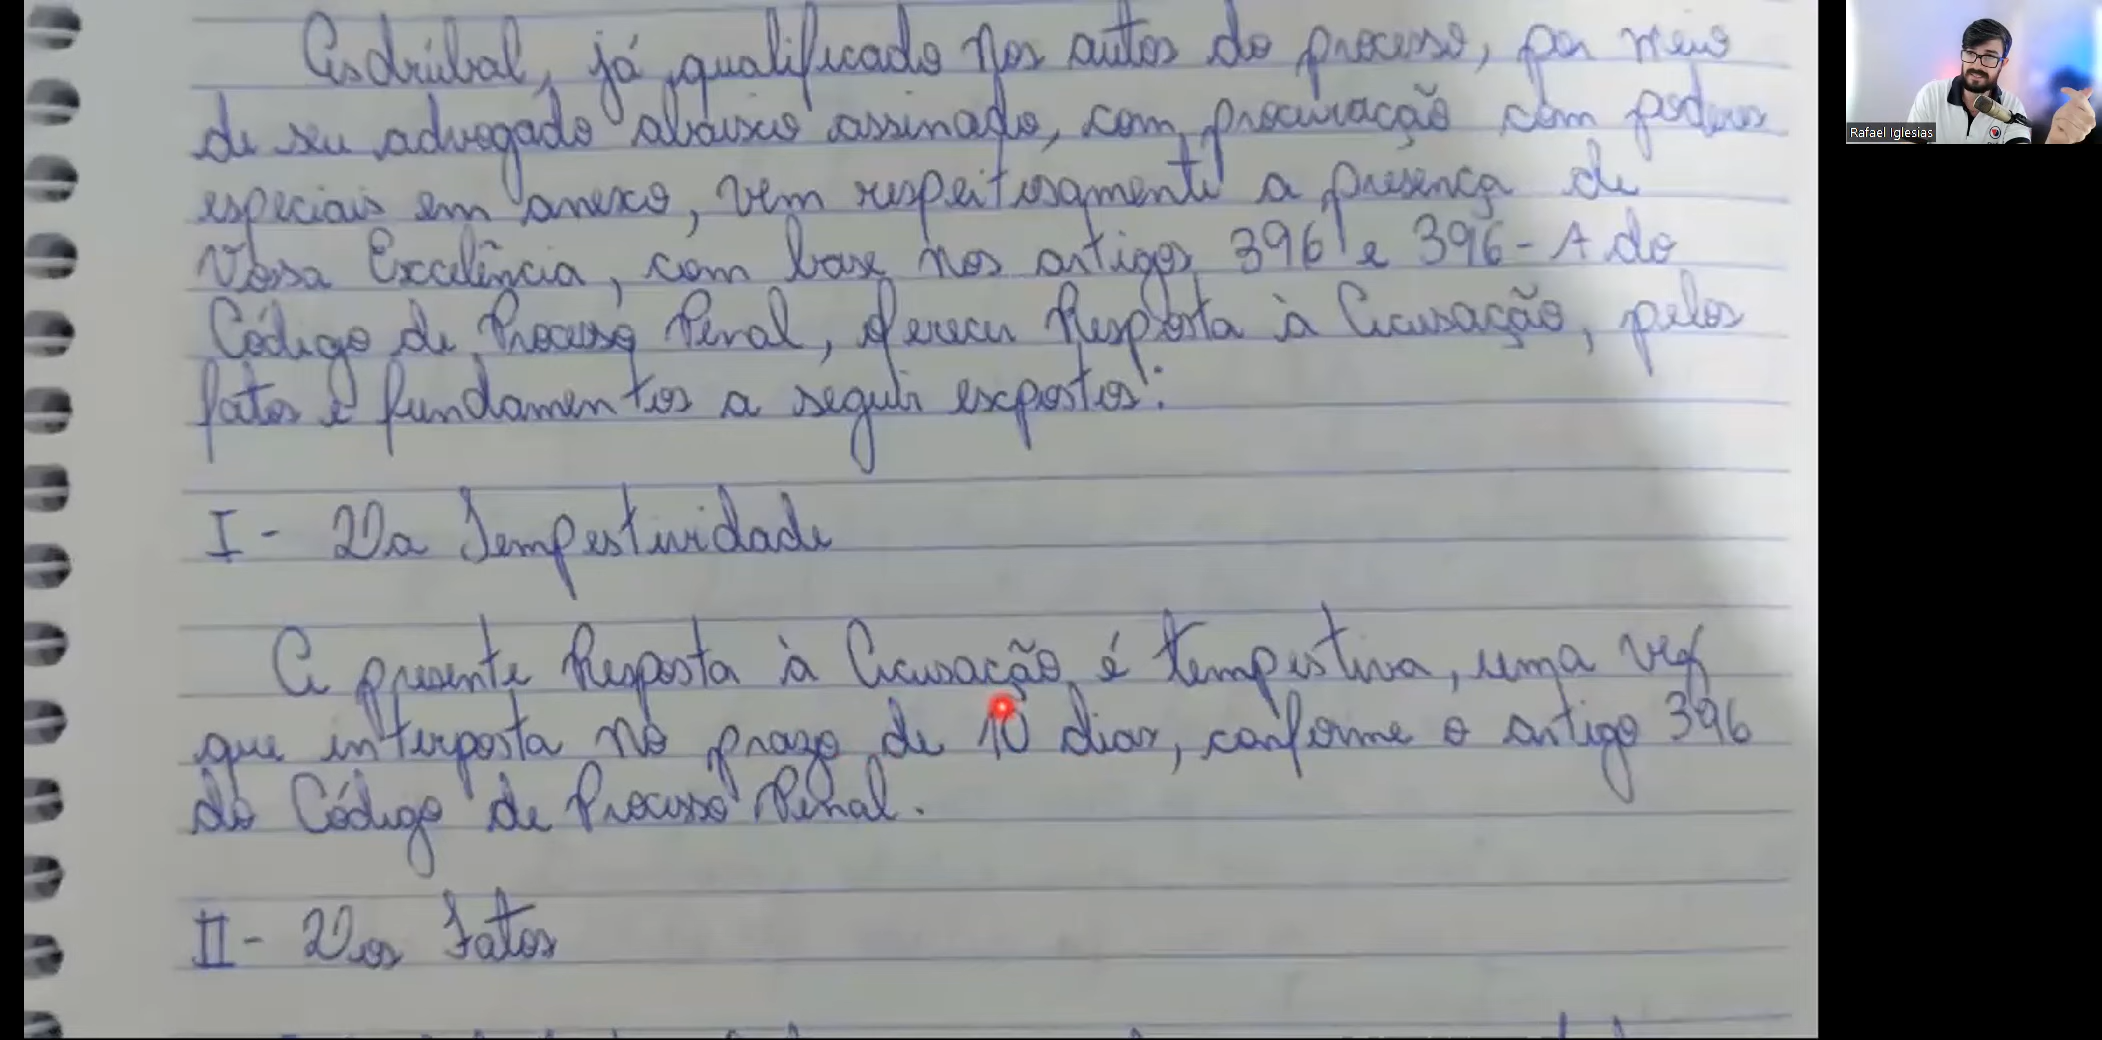 Asdrúbal, já qualificado nos autos do processo, por meio
de seu advogado abaixo assinado, com procuração com poderes
especiais em anexo, vem respeitosamente a presença de
Vossa Excelência, com base nos artigos 396 e 396-A do
Código de Processo Penal, oferecer Resposta à Acusação, pelos
fatos e fundamentos a seguir expostos:
I - Da Tempestividade
A presente Resposta à Acusação é tempestiva, uma vez
que interposta no prazo de 10 dias, conforme o artigo 396
do Código de Processo Penal.
II - Dos Fatos
Rafael Iglesias